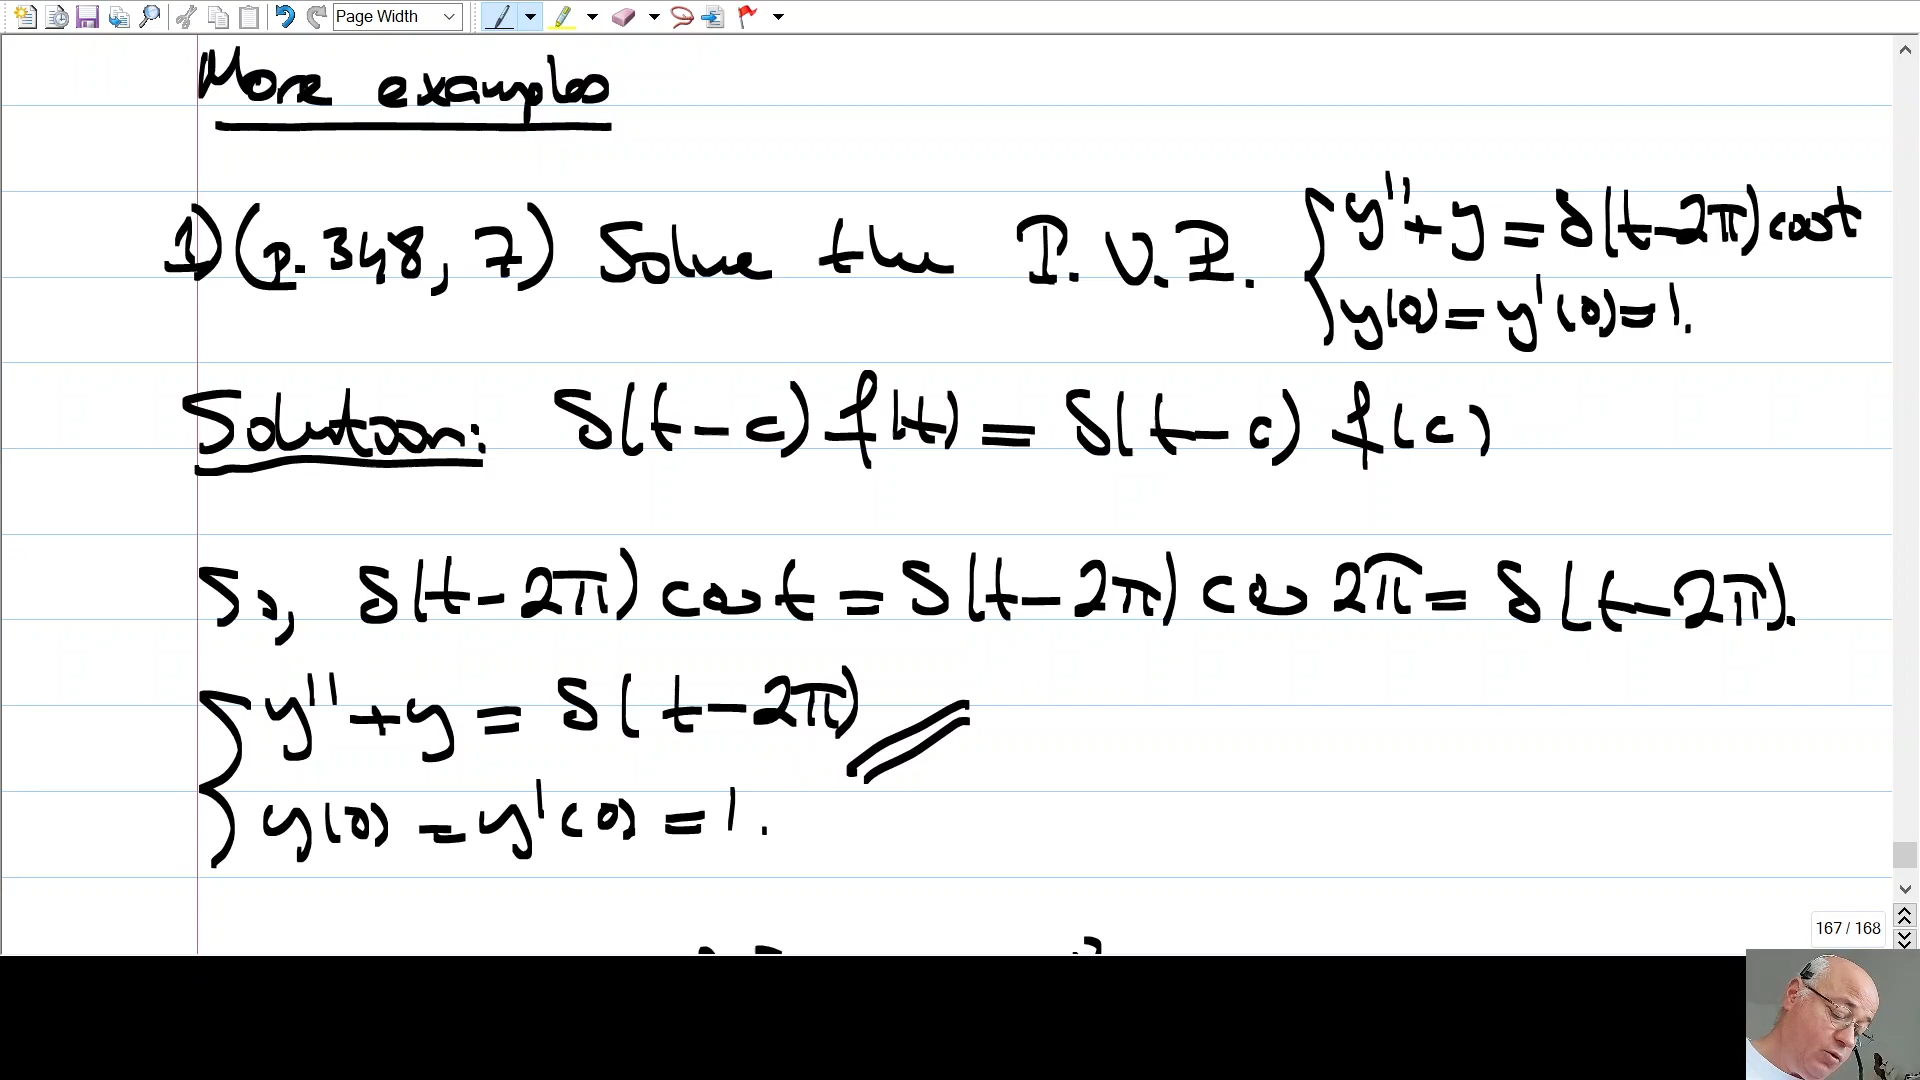 Page Width
More examples
1) (p. 348, 7) Solve the I.V.P. { y'' + y = δ(t-2π) cos t
y(0) = y'(0) = 1.
Solution: δ(t-c) f(t) = δ(t-c) f(c)
So, δ(t-2π) cos t = δ(t-2π) cos 2π = δ(t-2π).
{ y'' + y = δ(t-2π)
y(0) = y'(0) = 1.
167 / 168